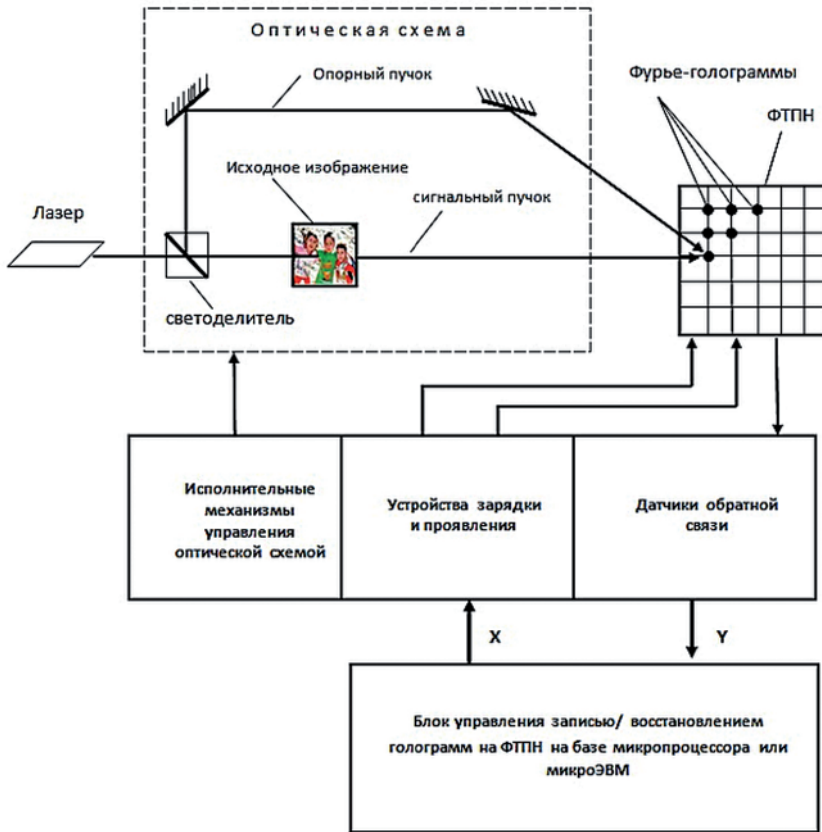 Оптическая схема
Опорный пучок
Фурье-голограммы
ФТПН
Исходное изображение
сигнальный пучок
Лазер
светоделитель
Исполнительные
механизмы
управления
оптической схемой
Устройства зарядки
и проявления
Датчики обратной
связи
X
Y
Блок управления записью/ восстановлением
голограмм на ФТПН на базе микропроцессора или
микроЭВМ